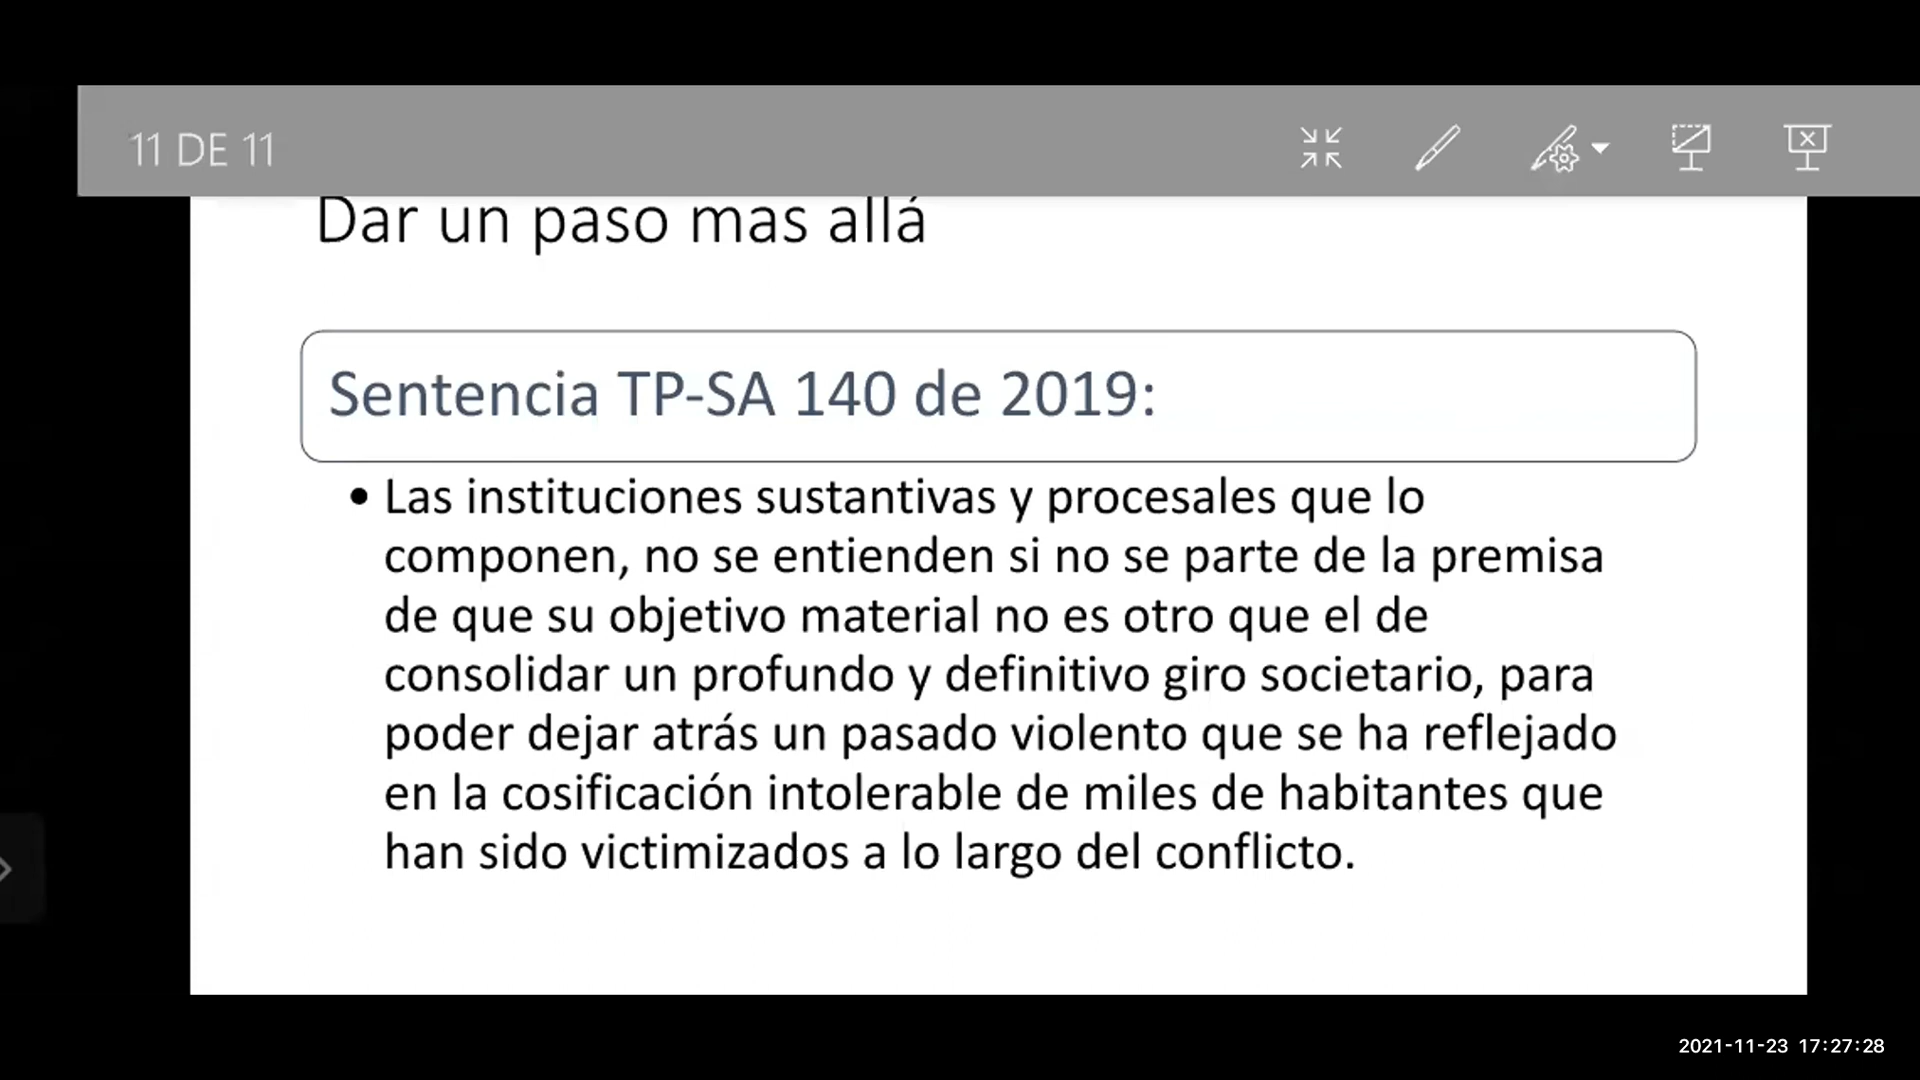 11 DE 11
Dar un paso mas allá
Sentencia TP-SA 140 de 2019:
• Las instituciones sustantivas y procesales que lo
componen, no se entienden si no se parte de la premisa
de que su objetivo material no es otro que el de
consolidar un profundo y definitivo giro societario, para
poder dejar atrás un pasado violento que se ha reflejado
en la cosificación intolerable de miles de habitantes que
han sido victimizados a lo largo del conflicto.
2021-11-23 17:27:28